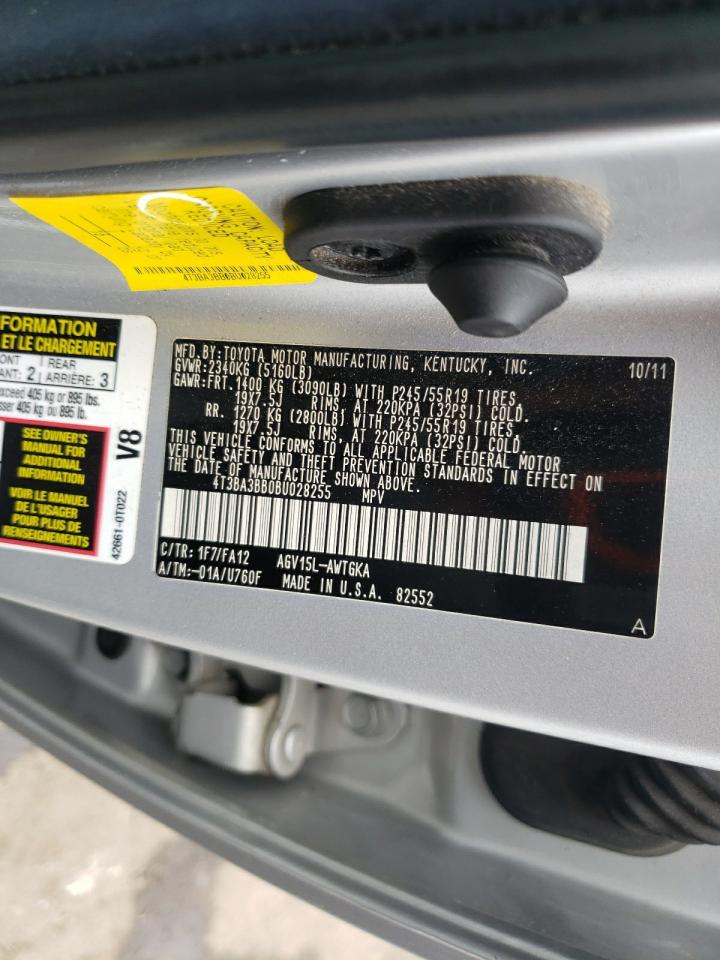 CAUTION: LOAD
4T3BA3BB0BU028255
FORMATION
ET LE CHARGEMENT
REAR
ANT: 2 ARRIÈRE: 3
exceed 405 kg or 895 lb.
405 kg ou 895 lb.
SEE OWNER'S
MANUAL FOR
ADDITIONAL
INFORMATION
VOIR LE MANUEL
DE L'USAGER
POUR PLUS DE
RENSEIGNEMENTS
V8
42661-0T022
MFD.BY:TOYOTA MOTOR MANUFACTURING, KENTUCKY, INC. 10/11
GVWR:2340KG (5160LB)
GAWR:FRT.1400 KG (3090LB) WITH P245/55R19 TIRES,
19X7.5J RIMS, AT 220KPA (32PSI) COLD.
RR. 1270 KG (2800LB) WITH P245/55R19 TIRES,
19X7.5J RIMS, AT 220KPA (32PSI) COLD.
THIS VEHICLE CONFORMS TO ALL APPLICABLE FEDERAL MOTOR
VEHICLE SAFETY AND THEFT PREVENTION STANDARDS IN EFFECT ON
THE DATE OF MANUFACTURE SHOWN ABOVE.
4T3BA3BB0BU028255 MPV
C/TR: 1F7/FA12 AGV15L-AWTGKA
A/TM:-01A/U760F MADE IN U.S.A. 82552
A